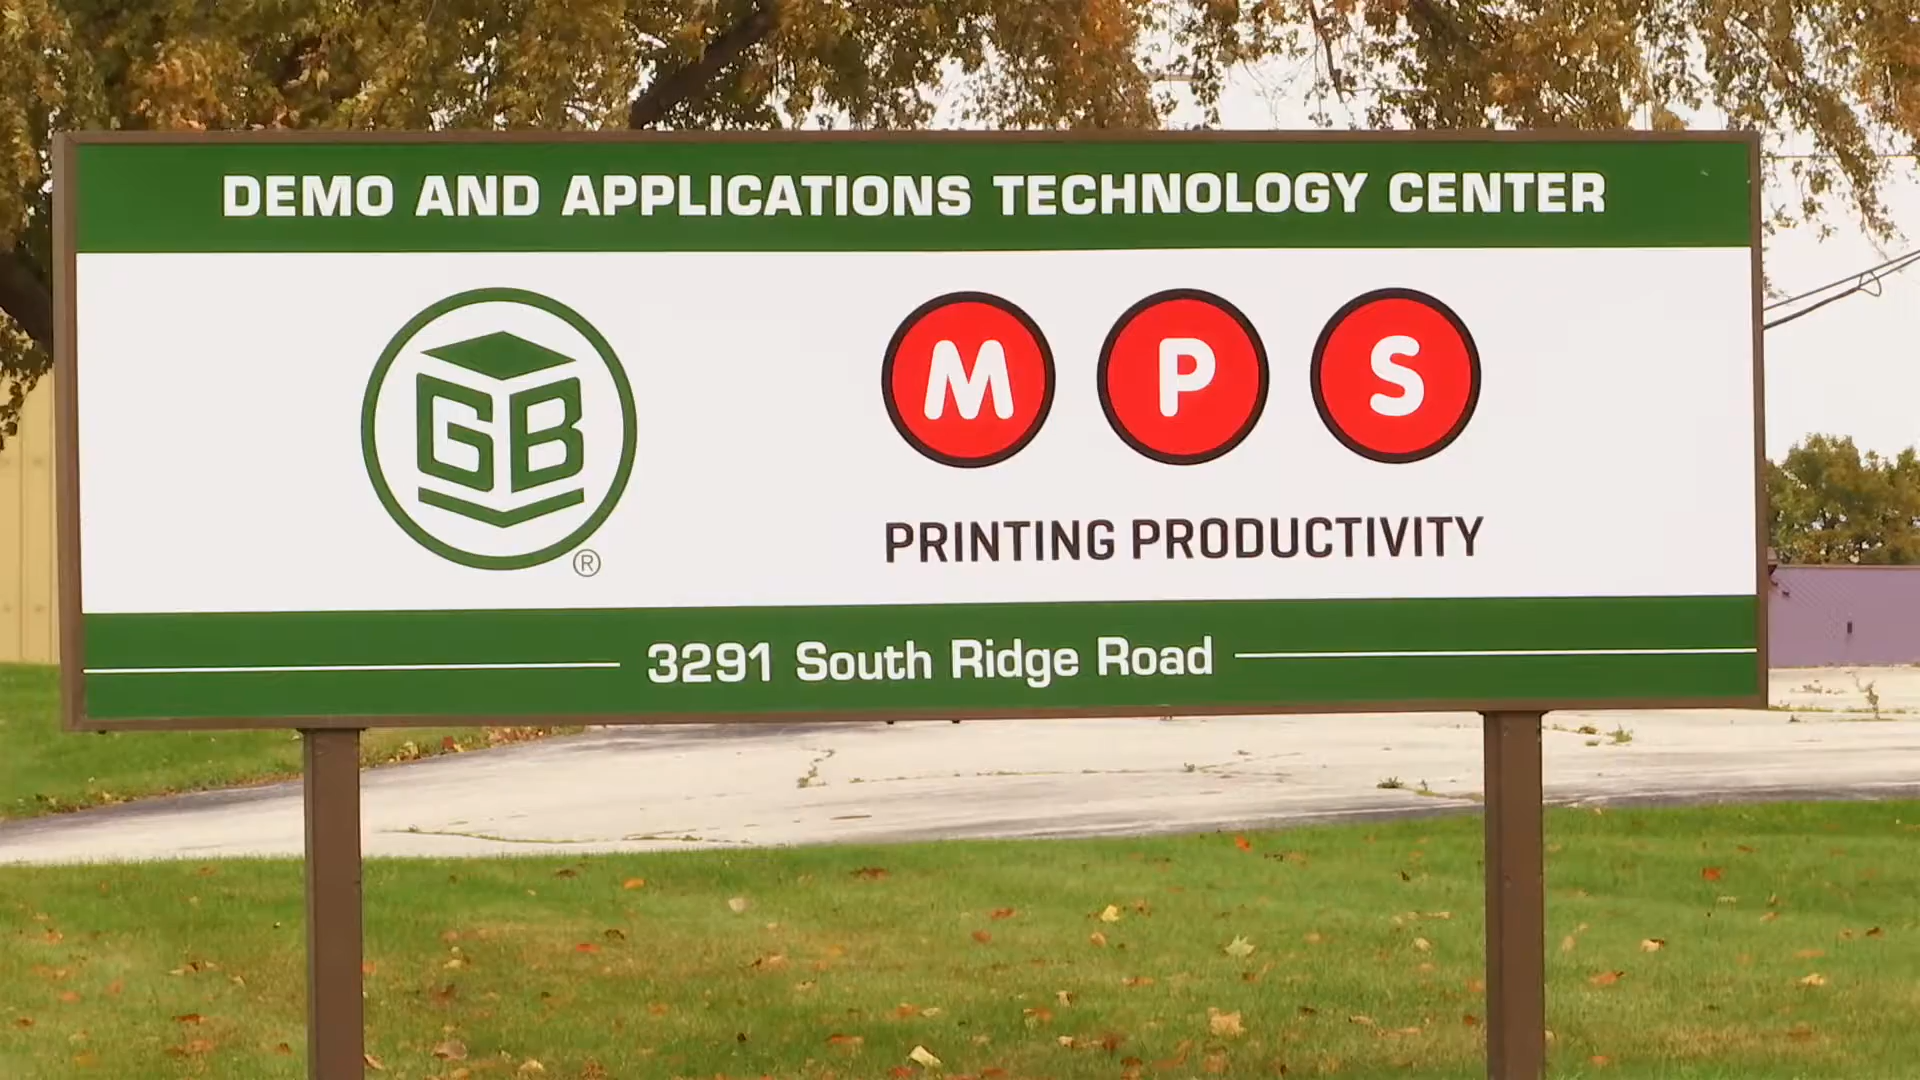 DEMO AND APPLICATIONS TECHNOLOGY CENTER
GB
®
M P S
PRINTING PRODUCTIVITY
3291 South Ridge Road